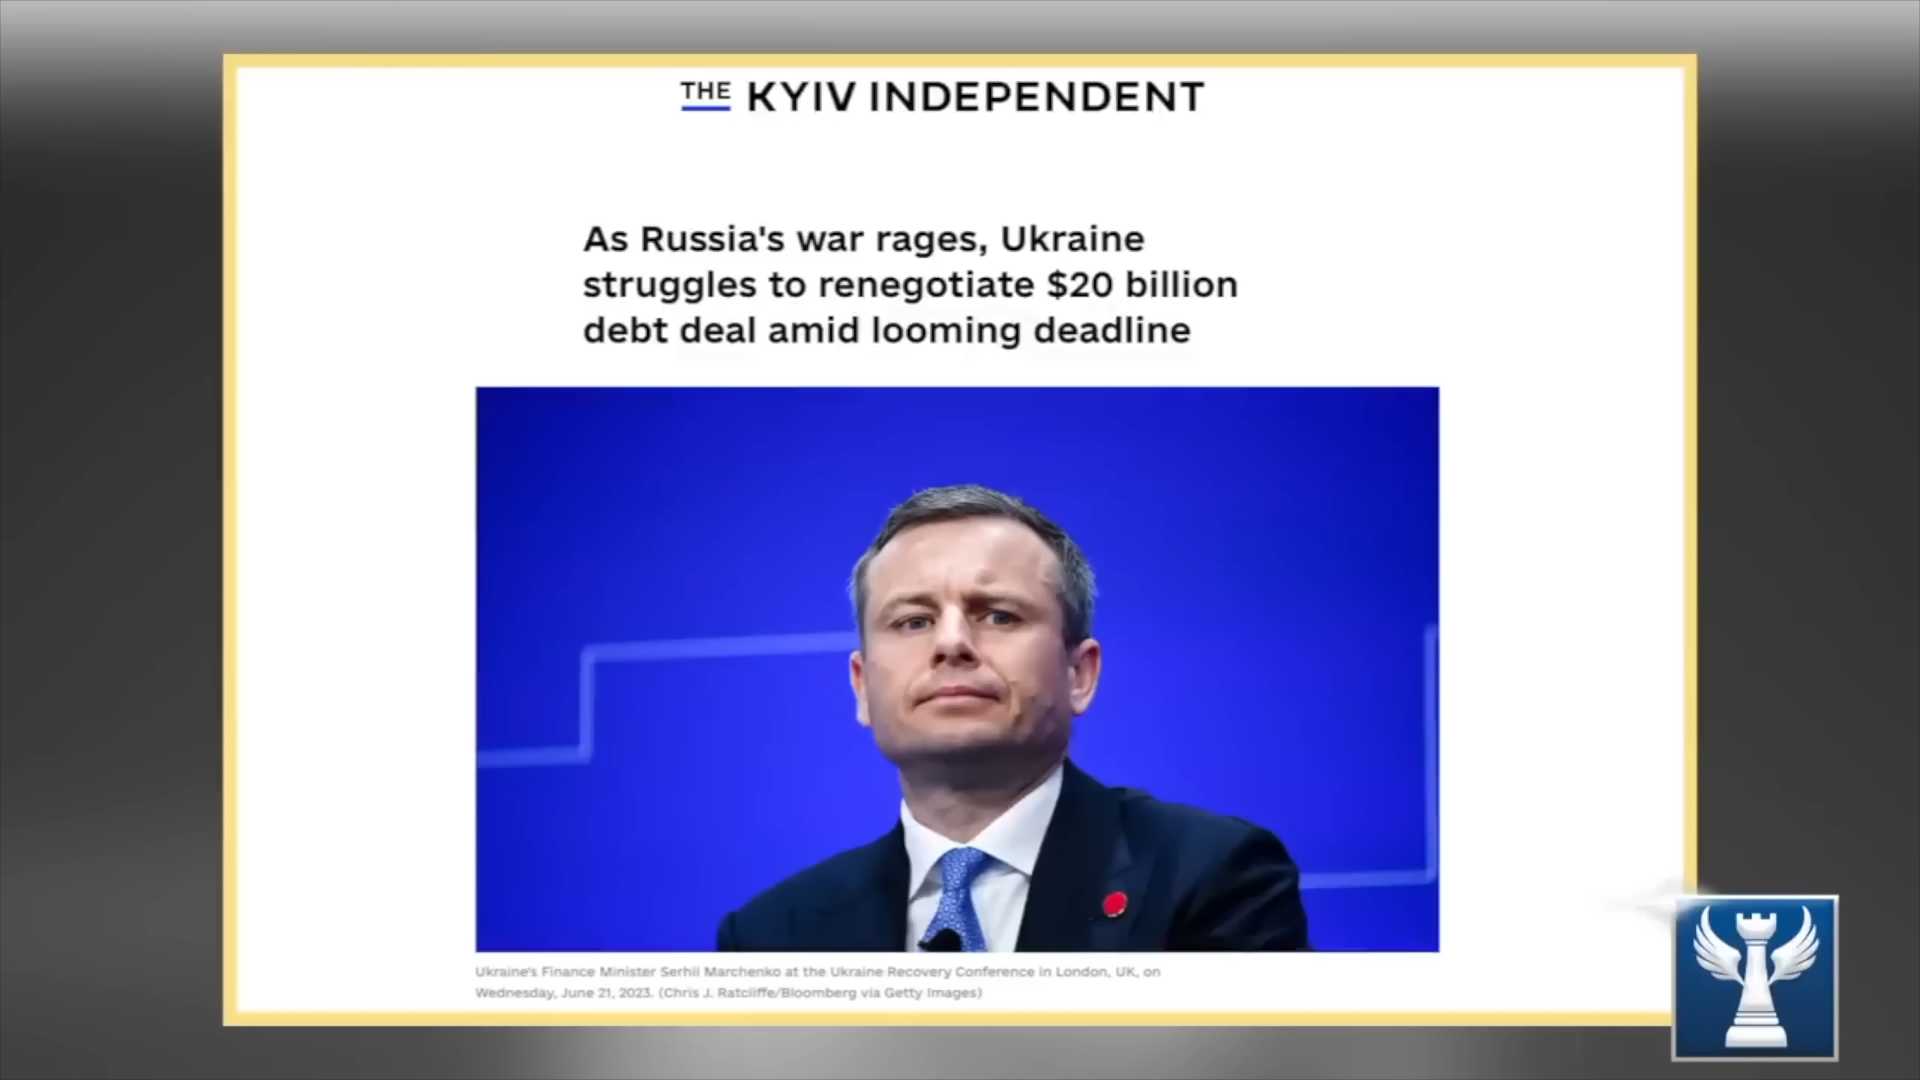 THE KYIV INDEPENDENT
As Russia's war rages, Ukraine
struggles to renegotiate $20 billion
debt deal amid looming deadline
Ukraine's Finance Minister Serhii Marchenko at the Ukraine Recovery Conference in London, UK, on
Wednesday, June 21, 2023. (Chris J. Ratcliffe/Bloomberg via Getty Images)